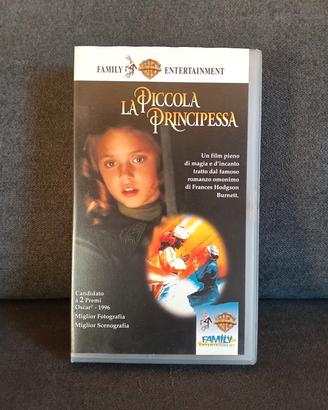 FAMILY ENTERTAINMENT
LA PICCOLA
PRINCIPESSA
Un film pieno
di magia e d'incanto
tratto dal famoso
romanzo omonimo
di Frances Hodgson
Burnett.
Candidato
a 2 Premi
Oscar® - 1996
Miglior Fotografia
Miglior Scenografia
FAMILY
ENTERTAINMENT